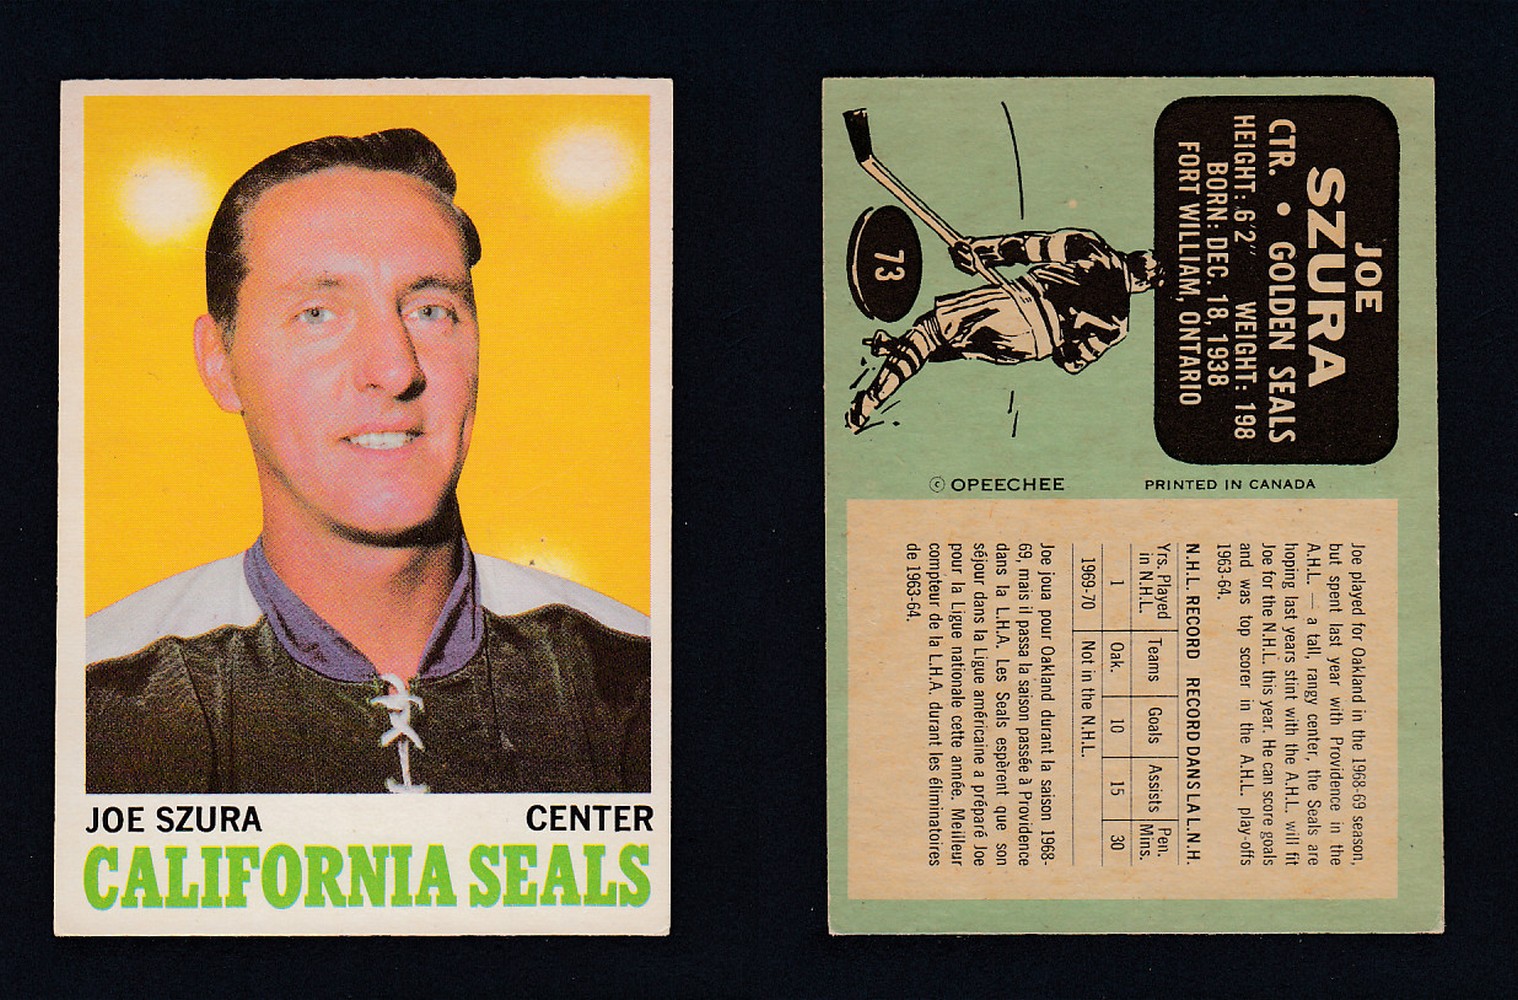 JOE SZURA CENTER
CALIFORNIA SEALS
JOE
SZURA
CTR. • GOLDEN SEALS
HEIGHT: 6'2" WEIGHT: 198
BORN: DEC. 18, 1938
FORT WILLIAM, ONTARIO
73
© OPEECHEE PRINTED IN CANADA
Joe played for Oakland in the 1968-69 season,
but spent last year with Providence in the
A.H.L. — a tall, rangy center, the Seals are
hoping last years stint with the A.H.L. will fit
Joe for the N.H.L. this year. He can score goals
and was top scorer in the A.H.L. play-offs
1963-64.
N.H.L. RECORD RECORD DANS LA L.N.H.
Yrs. Played in N.H.L. Teams Goals Assists Pen. Mins.
1 Oak. 10 15 30
1969-70 Not in the N.H.L.
Joe joua pour Oakland durant la saison 1968-
69, mais il passa la saison passée à Providence
dans la L.H.A. Les Seals espèrent que son
séjour dans la Ligue américaine a préparé Joe
pour la Ligue nationale cette année. Meilleur
compteur de la L.H.A. durant les éliminatoires
de 1963-64.